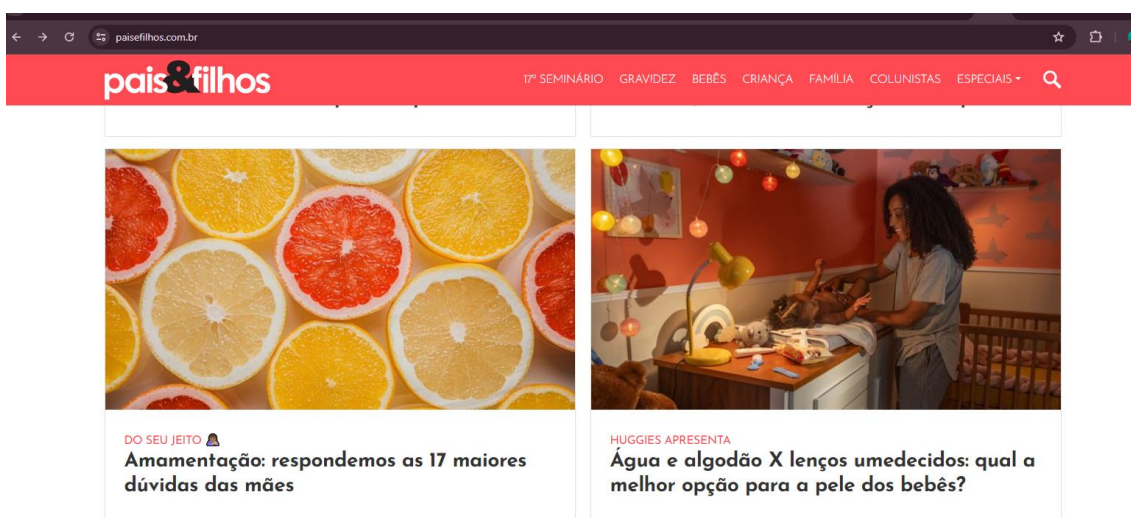 paisefilhos.com.br
pais&filhos
17º SEMINÁRIO GRAVIDEZ BEBÊS CRIANÇA FAMÍLIA COLUNISTAS ESPECIAIS
DO SEU JEITO 🤱🏾
Amamentação: respondemos as 17 maiores
dúvidas das mães
HUGGIES APRESENTA
Água e algodão X lenços umedecidos: qual a
melhor opção para a pele dos bebês?